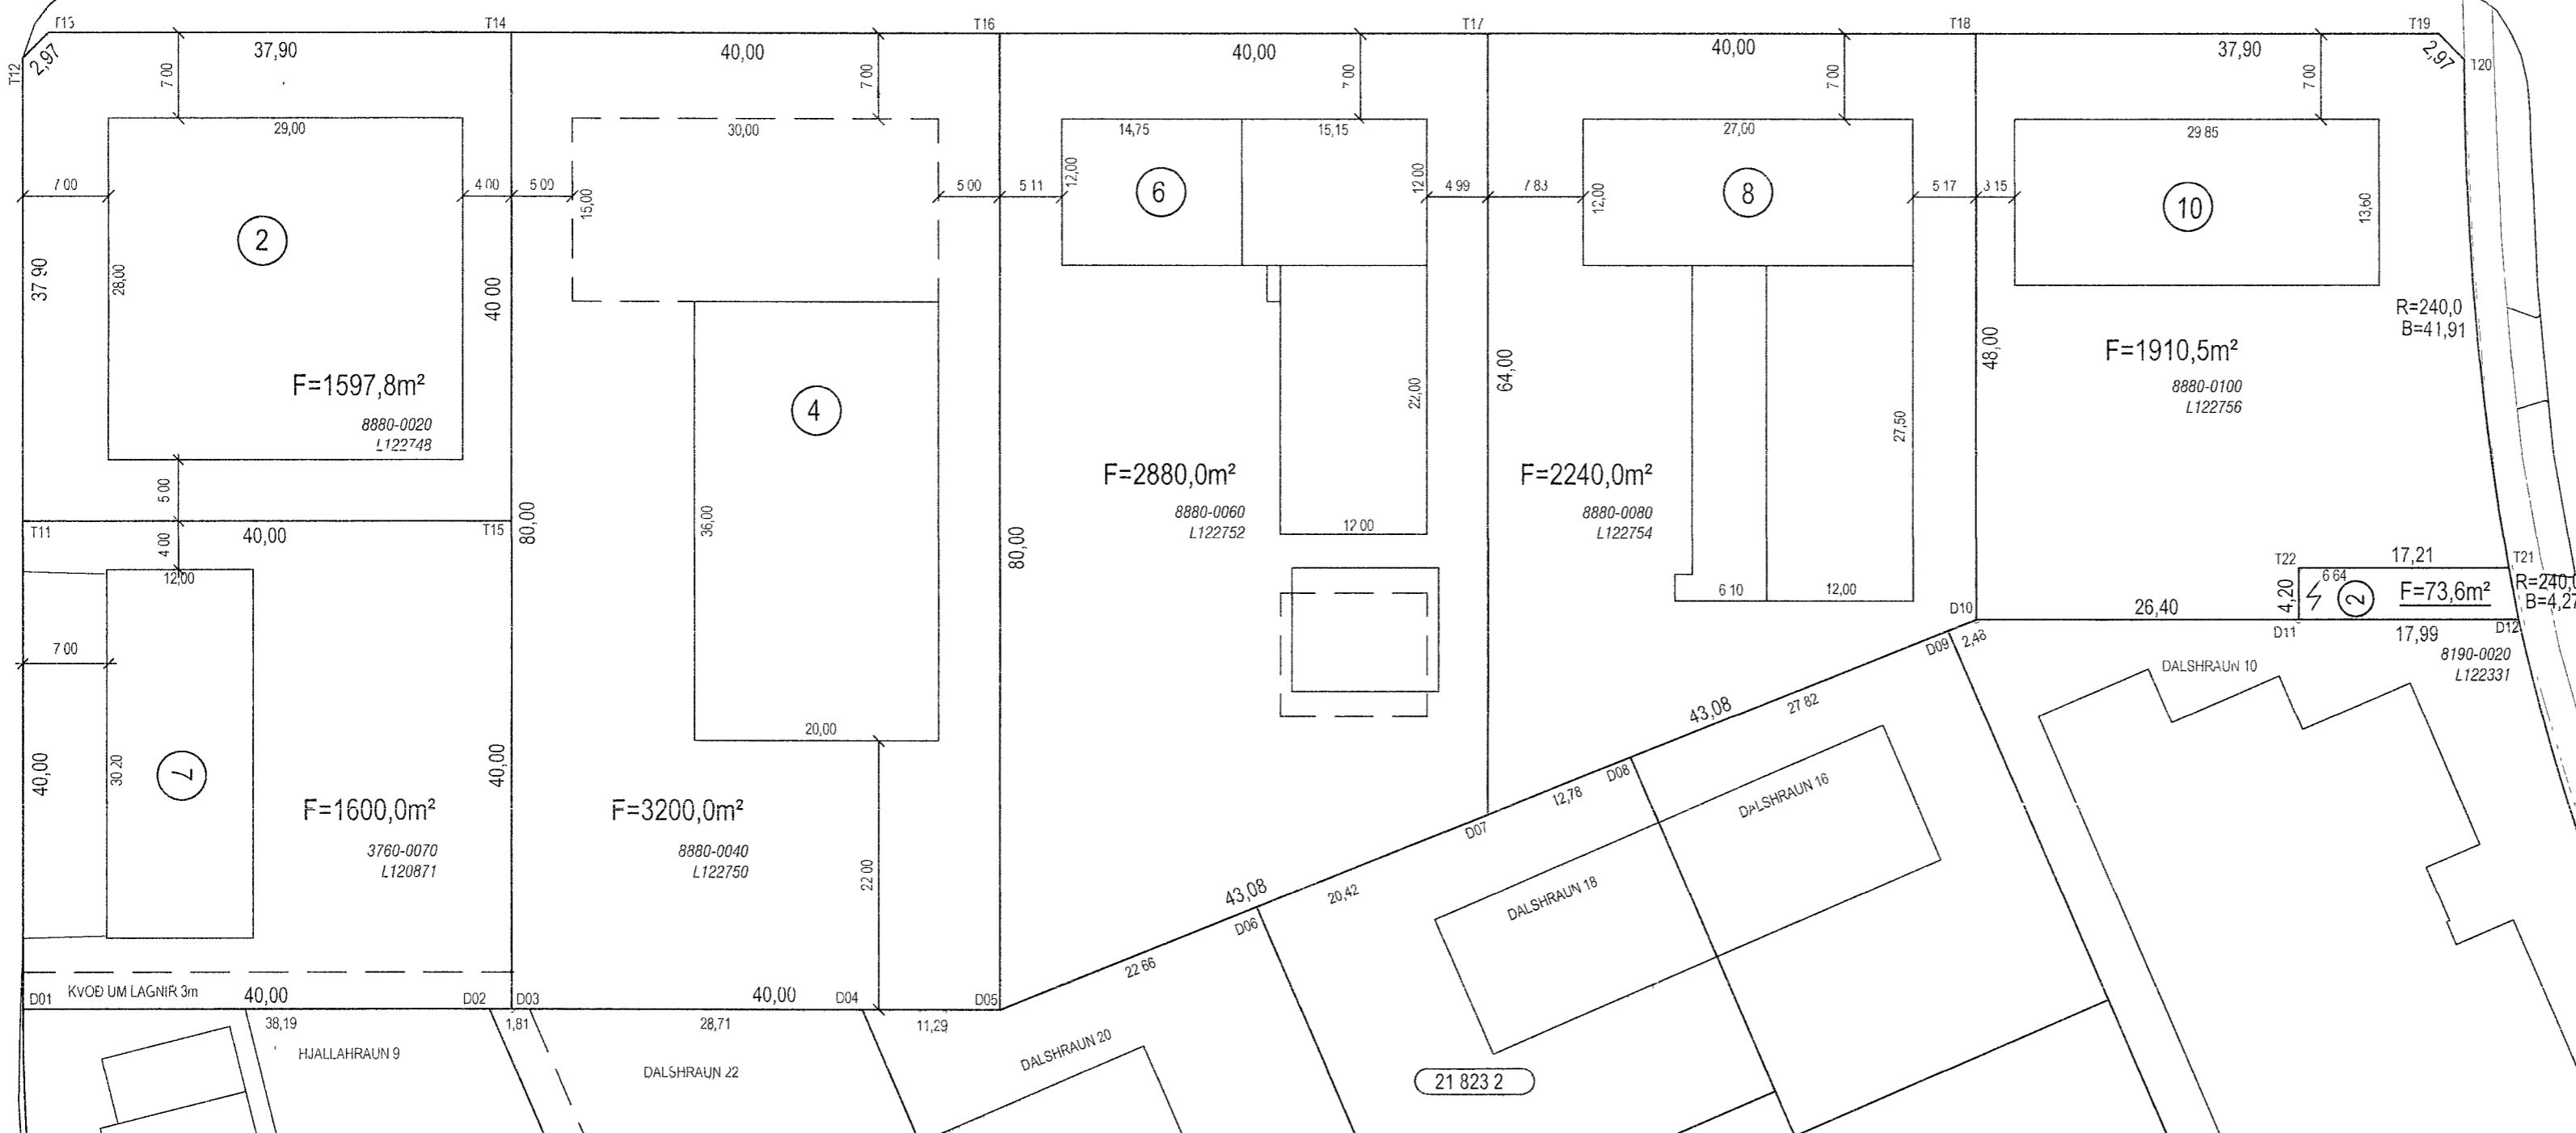 T13
T14
T16
T17
T18
T19
T12
2,97
37,90
7 00
40,00
7 00
40,00
7 00
40,00
7 00
37,90
7 00
2,97
T20
29,00
30,00
14,75
15,15
27,00
29 85
7 00
4 00
5 00
15,00
5 00
5 11
12,00
6
12 00
4 99
7 83
12,00
8
5 17
3 15
10
13,60
2
37 90
28,00
40 00
R=240,0
B=41,91
F=1597,8m²
8880-0020
L122748
4
64,00
22,00
48,00
F=1910,5m²
8880-0100
L122756
27,50
F=2880,0m²
8880-0060
L122752
F=2240,0m²
8880-0080
L122754
5 00
T11
40,00
T15
4 00
80,00
36,00
80,00
12 00
12,00
T22
17,21
T21
6 64
4,20
2
F=73,6m²
R=240,0
B=4,27
6 10
12,00
D10
26,40
D11
17,99
D12
8190-0020
L122331
D09
2,48
DALSHRAUN 10
7 00
43,08
27 82
20,00
40,00
30 20
7
40,00
D08
12,78
DALSHRAUN 16
F=1600,0m²
3760-0070
L120871
F=3200,0m²
8880-0040
L122750
22 00
D07
43,08
20,42
DALSHRAUN 18
D06
22 66
KVOÐ UM LAGNIR 3m
D01
40,00
D02
D03
40,00
D04
D05
38,19
1,81
28,71
11,29
HJALLAHRAUN 9
DALSHRAUN 22
DALSHRAUN 20
21 823 2